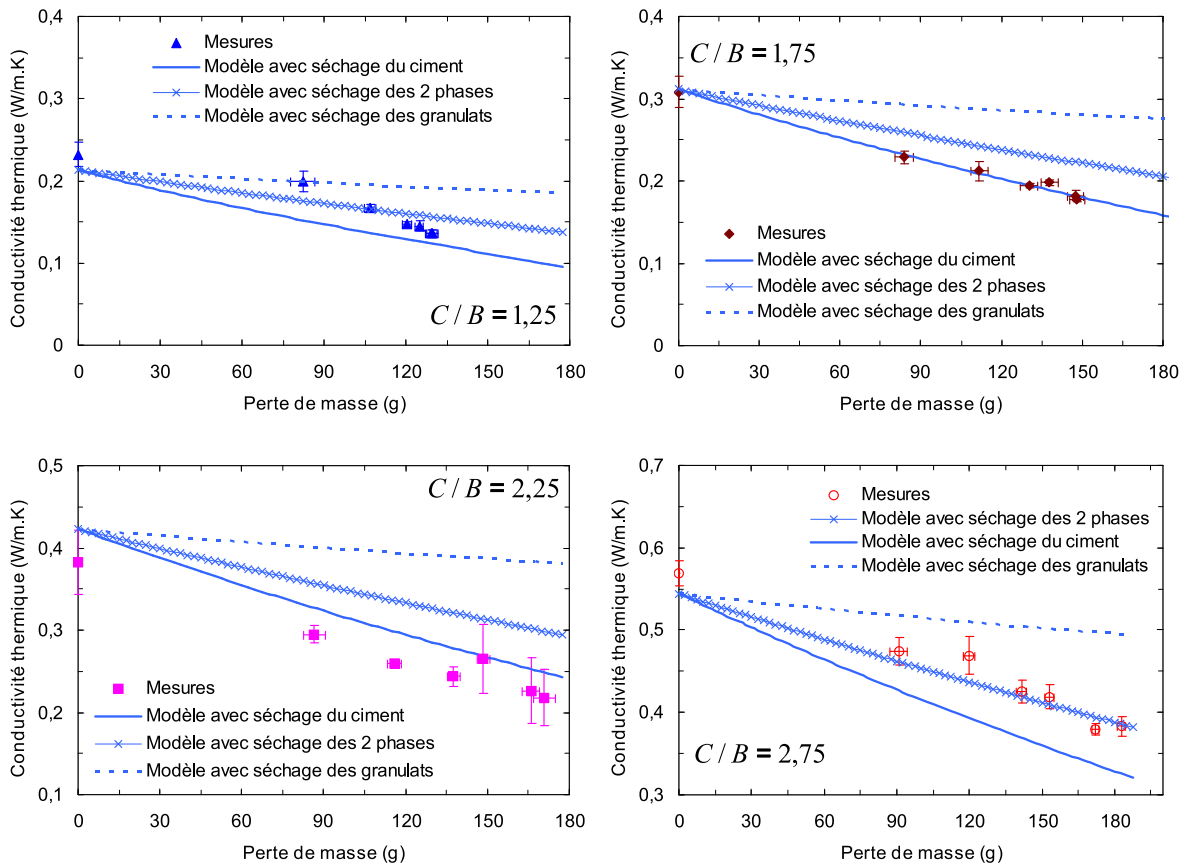 0,4
0,3
0,2
0,1
0
Conductivité thermique (W/m.K)
Mesures
Modèle avec séchage du ciment
Modèle avec séchage des 2 phases
Modèle avec séchage des granulats
C / B = 1,25
0 30 60 90 120 150 180
Perte de masse (g)
0,4
0,3
0,2
0,1
0
Conductivité thermique (W/m.K)
C / B = 1,75
Mesures
Modèle avec séchage du ciment
Modèle avec séchage des 2 phases
Modèle avec séchage des granulats
0 30 60 90 120 150 180
Perte de masse (g)
0,5
0,4
0,3
0,2
0,1
Conductivité thermique (W/m.K)
C / B = 2,25
Mesures
Modèle avec séchage du ciment
Modèle avec séchage des 2 phases
Modèle avec séchage des granulats
0 30 60 90 120 150 180
Perte de masse (g)
0,7
0,6
0,5
0,4
0,3
Conductivité thermique (W/m.K)
Mesures
Modèle avec séchage des 2 phases
Modèle avec séchage du ciment
Modèle avec séchage des granulats
C / B = 2,75
0 30 60 90 120 150 180
Perte de masse (g)